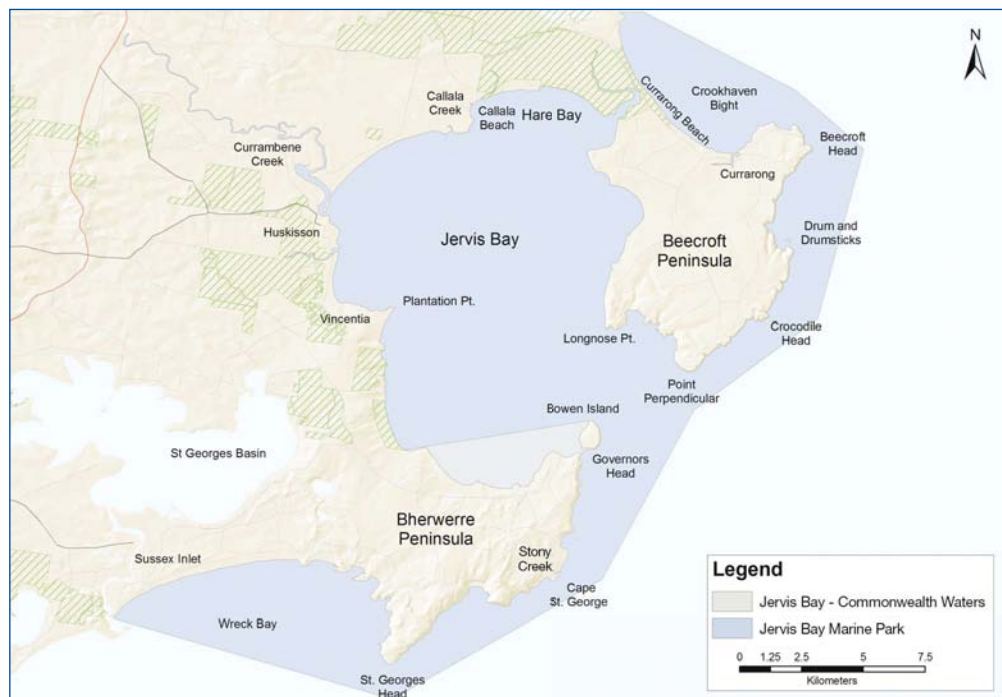 N
Crookhaven
Bight
Callala
Creek
Callala
Beach
Hare Bay
Currarong Beach
Beecroft
Head
Currambene
Creek
Currarong
Huskisson
Jervis Bay
Beecroft
Peninsula
Drum and
Drumsticks
Plantation Pt.
Vincentia
Longnose Pt.
Crocodile
Head
Point
Perpendicular
Bowen Island
St Georges Basin
Governors
Head
Bherwerre
Peninsula
Sussex Inlet
Stony
Creek
Cape
St. George
Wreck Bay
St. Georges
Head
Legend
Jervis Bay - Commonwealth Waters
Jervis Bay Marine Park
0 1.25 2.5 5 7.5
Kilometers